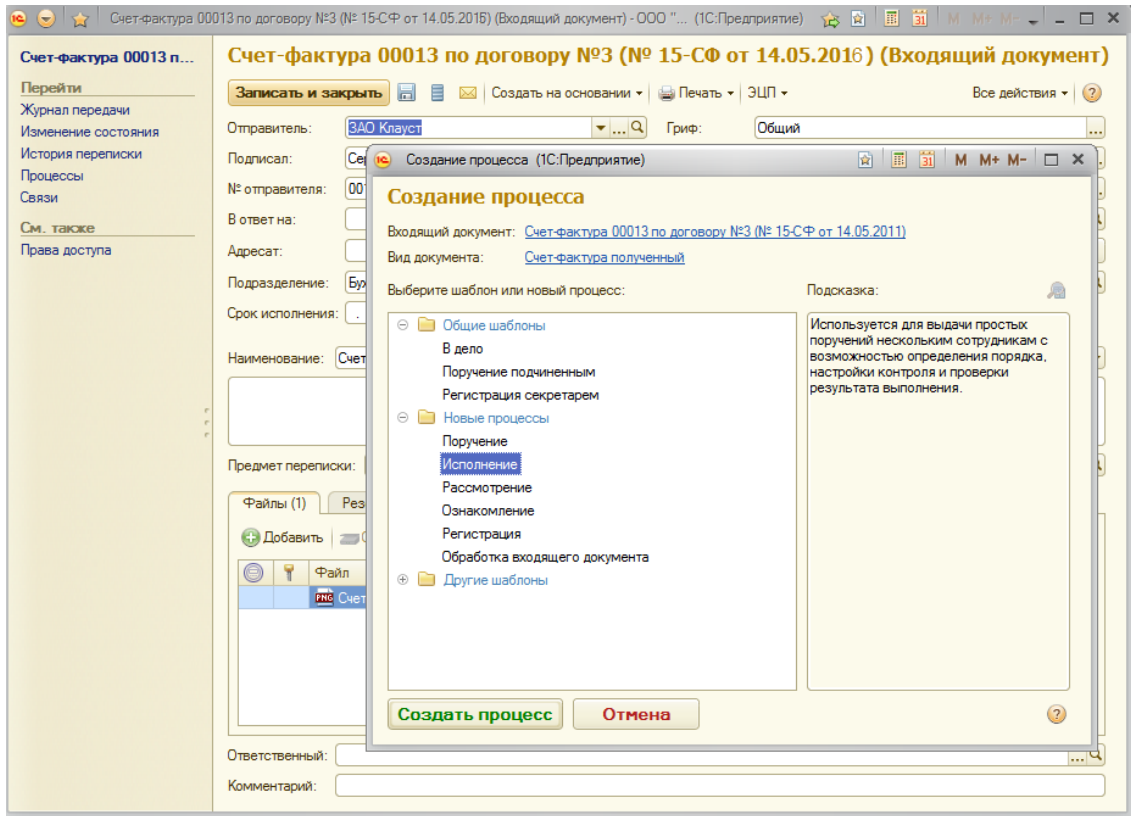 Счет-фактура 00013 по договору №3 (№ 15-СФ от 14.05.2016) (Входящий документ) - ООО "... (1С:Предприятие)
M M+ M-
Счет-фактура 00013 п...
Перейти
Журнал передачи
Изменение состояния
История переписки
Процессы
Связи
См. также
Права доступа
Счет-фактура 00013 по договору №3 (№ 15-СФ от 14.05.2016) (Входящий документ)
Записать и закрыть Создать на основании Печать ЭЦП Все действия
Отправитель: ЗАО Клауст Гриф: Общий
Подписал:
№ отправителя:
В ответ на:
Адресат:
Подразделение:
Срок исполнения:
Наименование: Счет
Предмет переписки:
Файлы (1) Рез
Добавить
Файл
PNG Счет
Ответственный:
Комментарий:
Создание процесса (1С:Предприятие)
31 M M+ M-
Создание процесса
Входящий документ: Счет-фактура 00013 по договору №3 (№ 15-СФ от 14.05.2011)
Вид документа: Счет-фактура полученный
Выберите шаблон или новый процесс:
Общие шаблоны
В дело
Поручение подчиненным
Регистрация секретарем
Новые процессы
Поручение
Исполнение
Рассмотрение
Ознакомление
Регистрация
Обработка входящего документа
Другие шаблоны
Подсказка:
Используется для выдачи простых
поручений нескольким сотрудникам с
возможностью определения порядка,
настройки контроля и проверки
результата выполнения.
Создать процесс Отмена